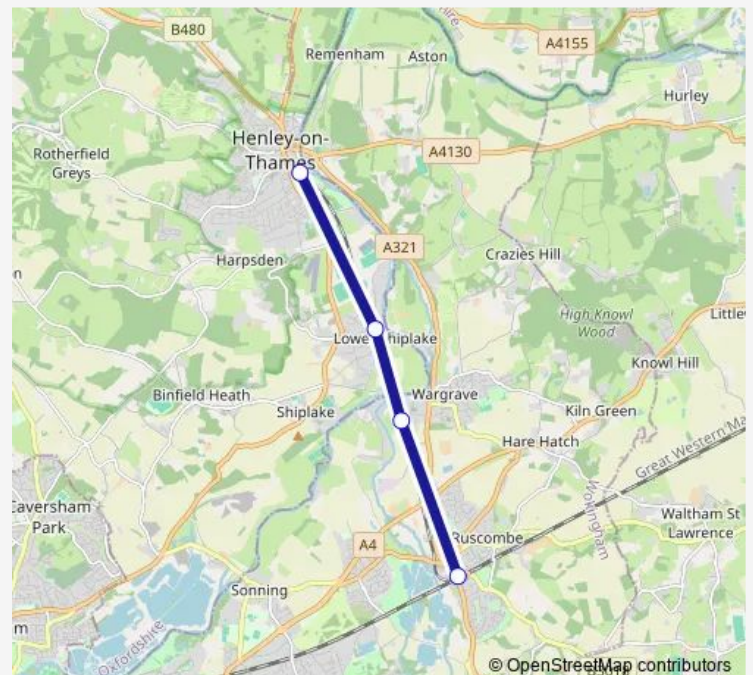 B480
Remenham
Aston
A4155
Hurley
Henley-on-
Thames
A4130
Rotherfield
Greys
A321
Harpsden
Crazies Hill
High Knowl
Wood
Little
Lowe hiplake
Knowl Hill
Binfield Heath
Wargrave
Shiplake
Kiln Green
Hare Hatch
Great Western Ma
Caversham
Park
Wokingham
Waltham St
Lawrence
A4
Ruscombe
Sonning
Oxfordshire
© OpenStreetMap contributors